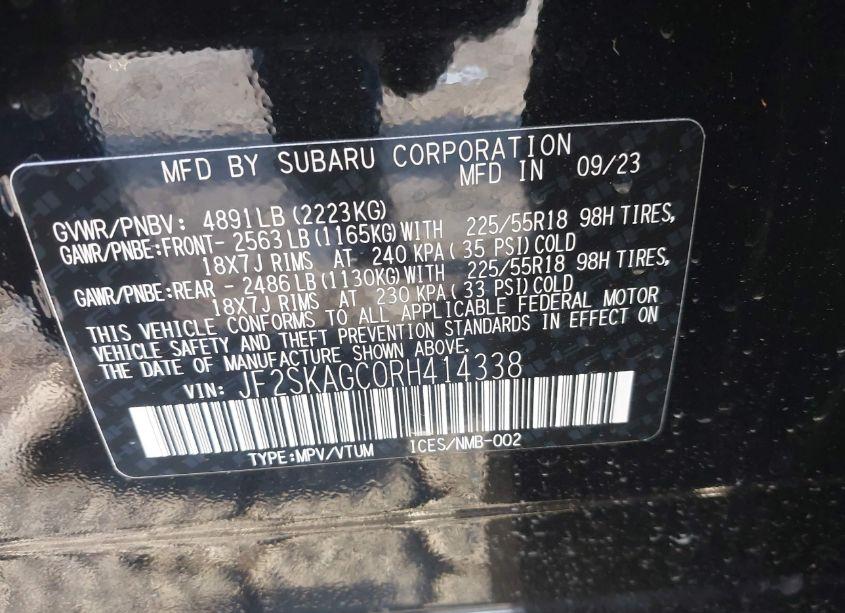 MFD BY SUBARU CORPORATION
MFD IN 09/23
GVWR/PNBV: 4891LB (2223KG)
GAWR/PNBE:FRONT- 2563 LB (1165KG) WITH 225/55R18 98H TIRES,
18X7J RIMS AT 240 KPA ( 35 PSI) COLD
GAWR/PNBE:REAR - 2486 LB (1130KG) WITH 225/55R18 98H TIRES,
18X7J RIMS AT 230 KPA ( 33 PSI) COLD
THIS VEHICLE CONFORMS TO ALL APPLICABLE FEDERAL MOTOR
VEHICLE SAFETY AND THEFT PREVENTION STANDARDS IN EFFECT ON
THE DATE OF MANUFACTURE SHOWN ABOVE.
VIN: JF2SKAGC0RH414338
TYPE:MPV/VTUM ICES/NMB-002